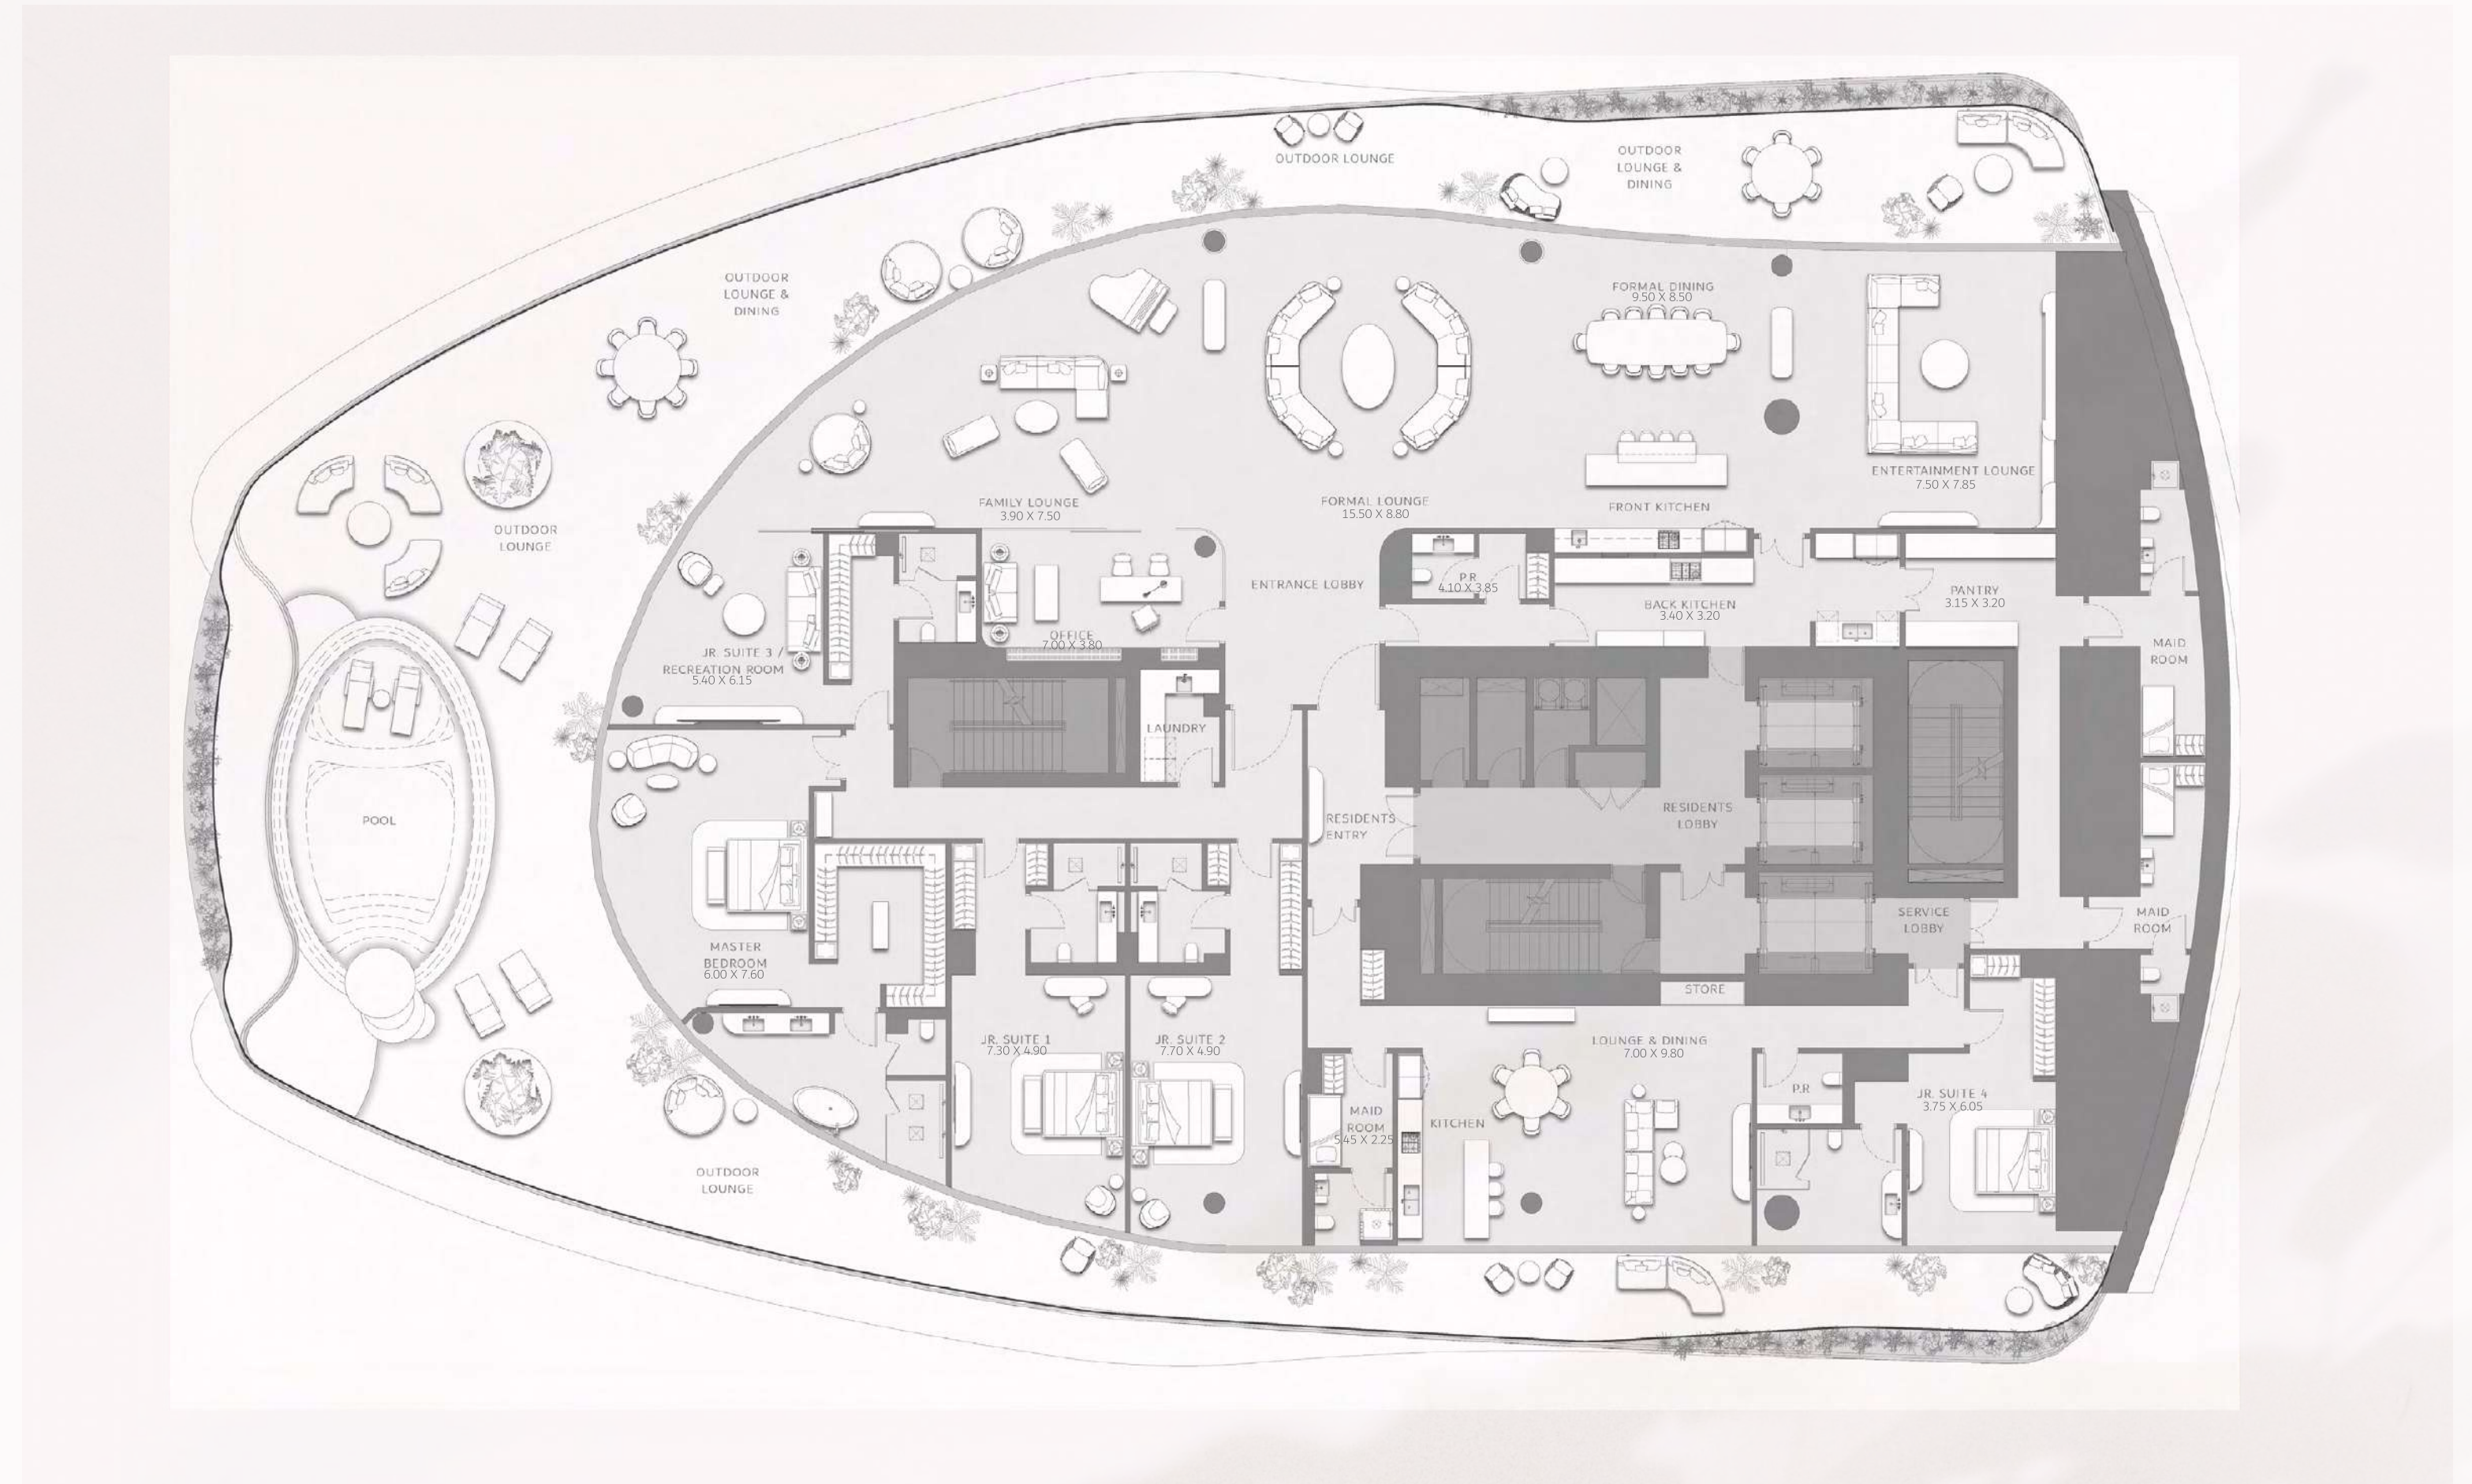 OUTDOOR LOUNGE
OUTDOOR
LOUNGE &
DINING
OUTDOOR
LOUNGE &
DINING
FORMAL DINING
9.50 X 8.50
ENTERTAINMENT LOUNGE
7.50 X 7.85
FAMILY LOUNGE
3.90 X 7.50
FORMAL LOUNGE
15.50 X 8.80
FRONT KITCHEN
OUTDOOR
LOUNGE
ENTRANCE LOBBY
P.R
4.10 X 3.85
BACK KITCHEN
3.40 X 3.20
PANTRY
3.15 X 3.20
OFFICE
7.00 X 3.80
JR. SUITE 3 /
RECREATION ROOM
5.40 X 6.15
MAID
ROOM
LAUNDRY
POOL
RESIDENTS
ENTRY
RESIDENTS
LOBBY
SERVICE
LOBBY
MAID
ROOM
MASTER
BEDROOM
6.00 X 7.60
STORE
JR. SUITE 1
7.30 X 4.90
JR. SUITE 2
7.70 X 4.90
LOUNGE & DINING
7.00 X 9.80
P.R
JR. SUITE 4
3.75 X 6.05
MAID
ROOM
5.45 X 2.25
KITCHEN
OUTDOOR
LOUNGE